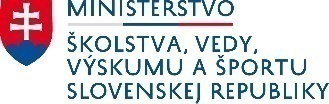 MINISTERSTVO
ŠKOLSTVA, VEDY,
VÝSKUMU A ŠPORTU
SLOVENSKEJ REPUBLIKY